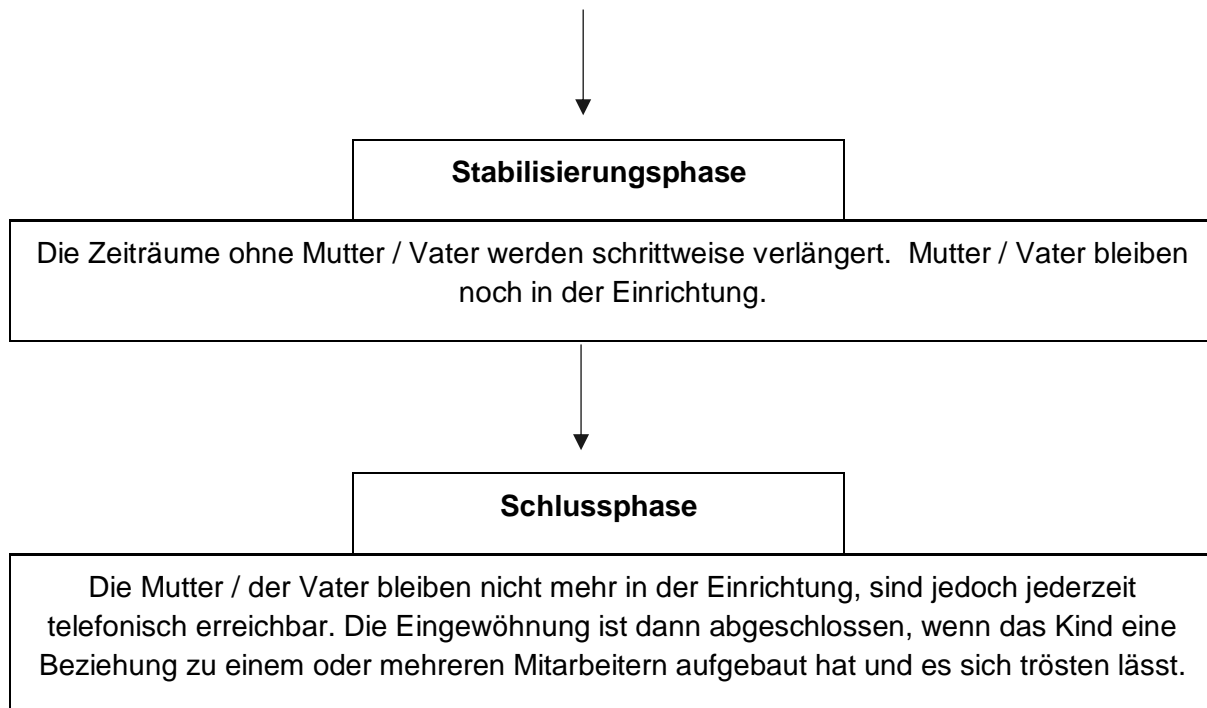 Stabilisierungsphase
Die Zeiträume ohne Mutter / Vater werden schrittweise verlängert.  Mutter / Vater bleiben
noch in der Einrichtung.
Schlussphase
Die Mutter / der Vater bleiben nicht mehr in der Einrichtung, sind jedoch jederzeit
telefonisch erreichbar. Die Eingewöhnung ist dann abgeschlossen, wenn das Kind eine
Beziehung zu einem oder mehreren Mitarbeitern aufgebaut hat und es sich trösten lässt.